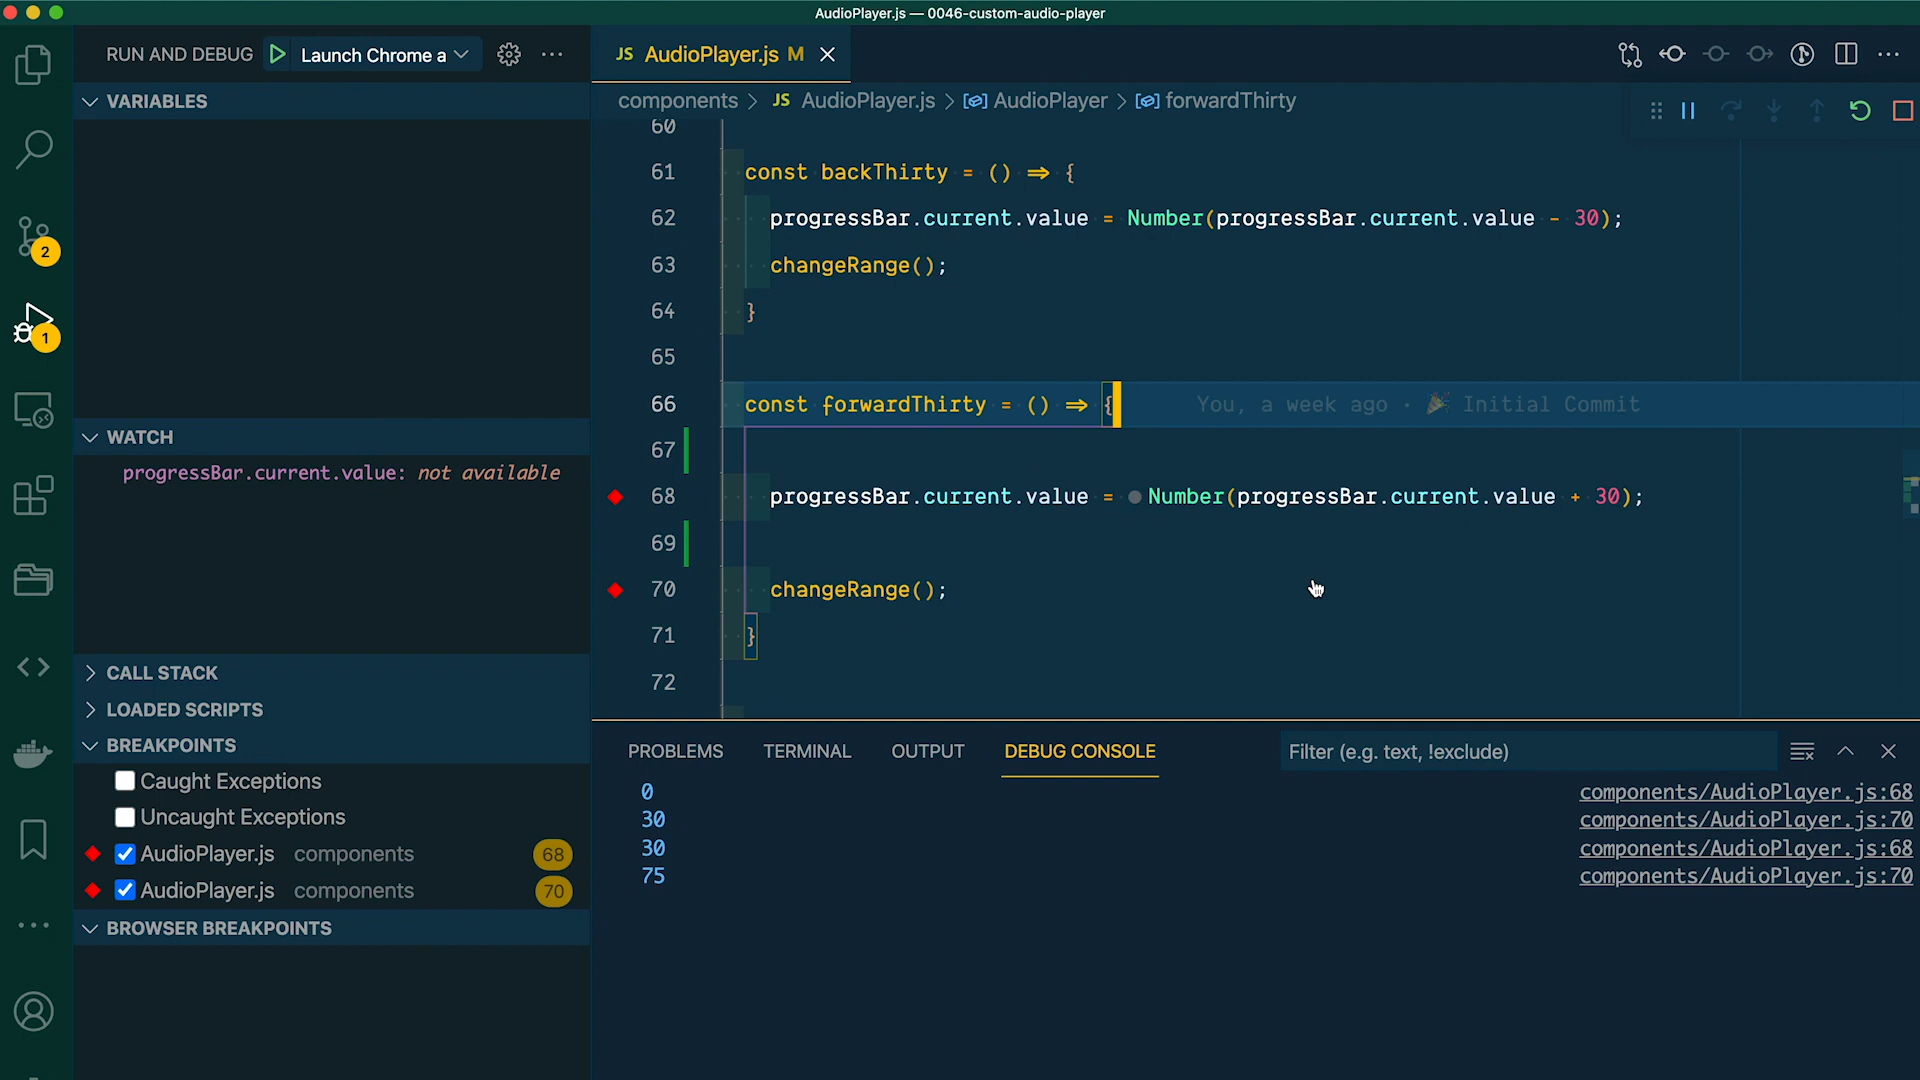 AudioPlayer.js — 0046-custom-audio-player
RUN AND DEBUG
Launch Chrome a
JS AudioPlayer.js M
components > JS AudioPlayer.js > AudioPlayer > forwardThirty
VARIABLES
WATCH
progressBar.current.value: not available
CALL STACK
LOADED SCRIPTS
BREAKPOINTS
Caught Exceptions
Uncaught Exceptions
AudioPlayer.js components 68
AudioPlayer.js components 70
BROWSER BREAKPOINTS
2
1
60
61 const backThirty = () => {
62 progressBar.current.value = Number(progressBar.current.value - 30);
63 changeRange();
64 }
65
66 const forwardThirty = () => { You, a week ago · 🎉 Initial Commit
67
68 progressBar.current.value = Number(progressBar.current.value + 30);
69
70 changeRange();
71 }
72
PROBLEMS TERMINAL OUTPUT DEBUG CONSOLE Filter (e.g. text, !exclude)
0 components/AudioPlayer.js:68
30 components/AudioPlayer.js:70
30 components/AudioPlayer.js:68
75 components/AudioPlayer.js:70